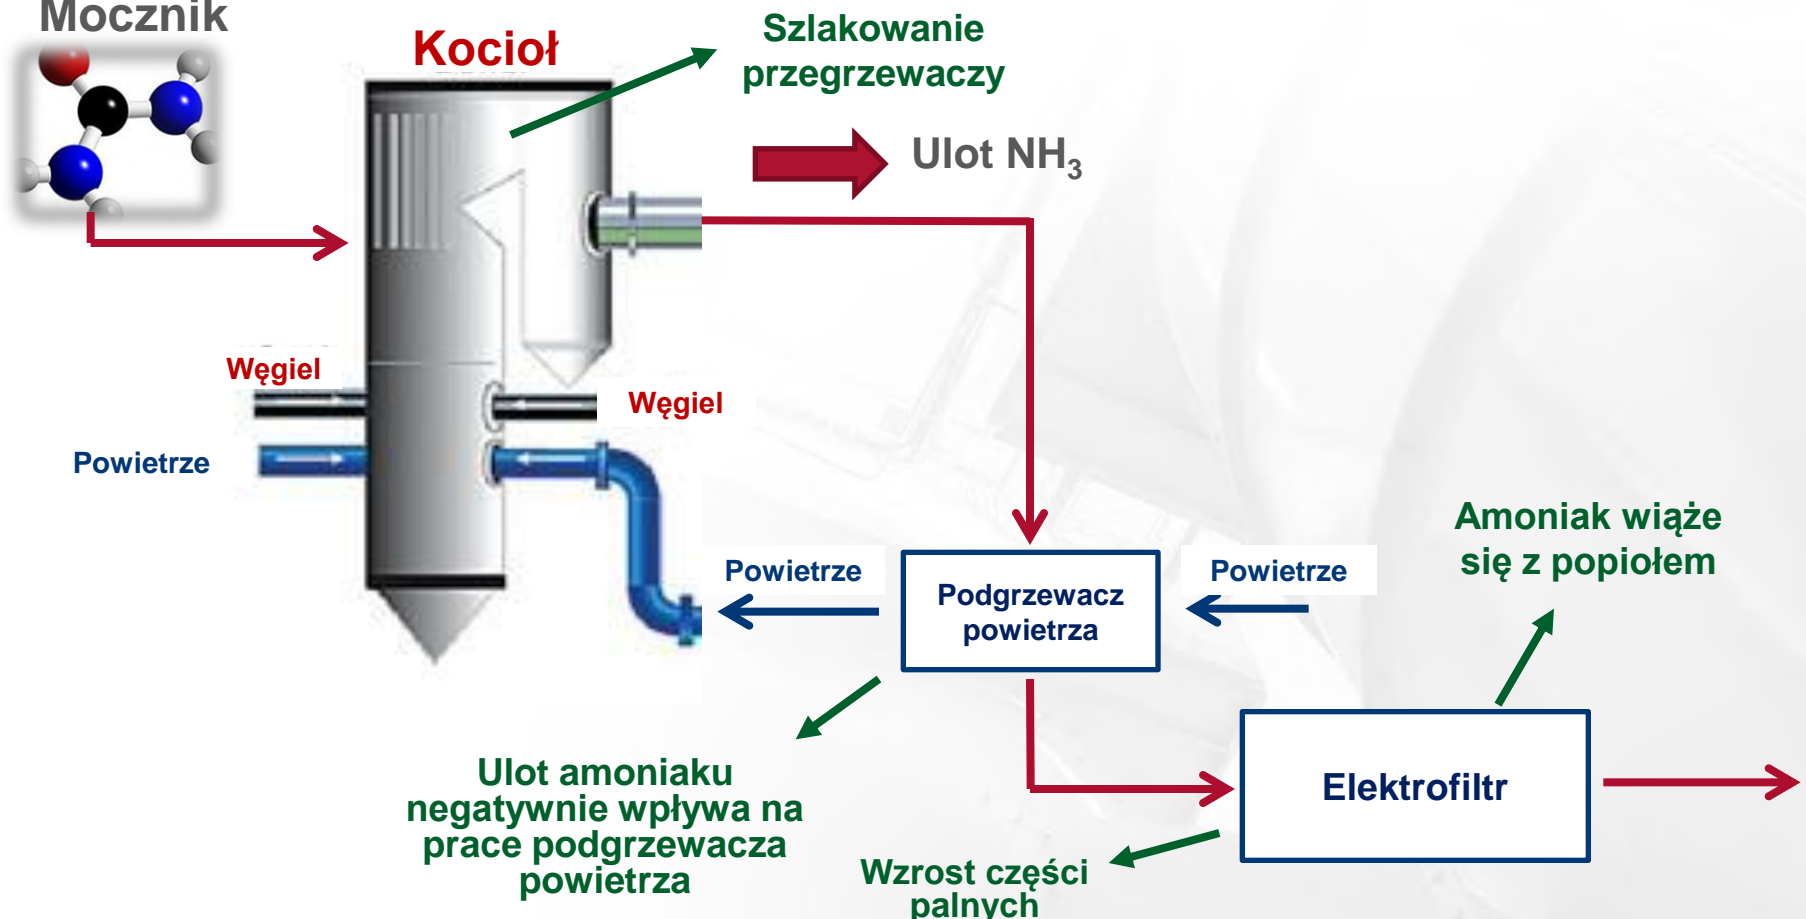 Mocznik
Kocioł
Szlakowanie
przegrzewaczy
Ulot NH₃
Węgiel
Węgiel
Powietrze
Powietrze
Podgrzewacz
powietrza
Powietrze
Amoniak wiąże
się z popiołem
Ulot amoniaku
negatywnie wpływa na
prace podgrzewacza
powietrza
Elektrofiltr
Wzrost części
palnych